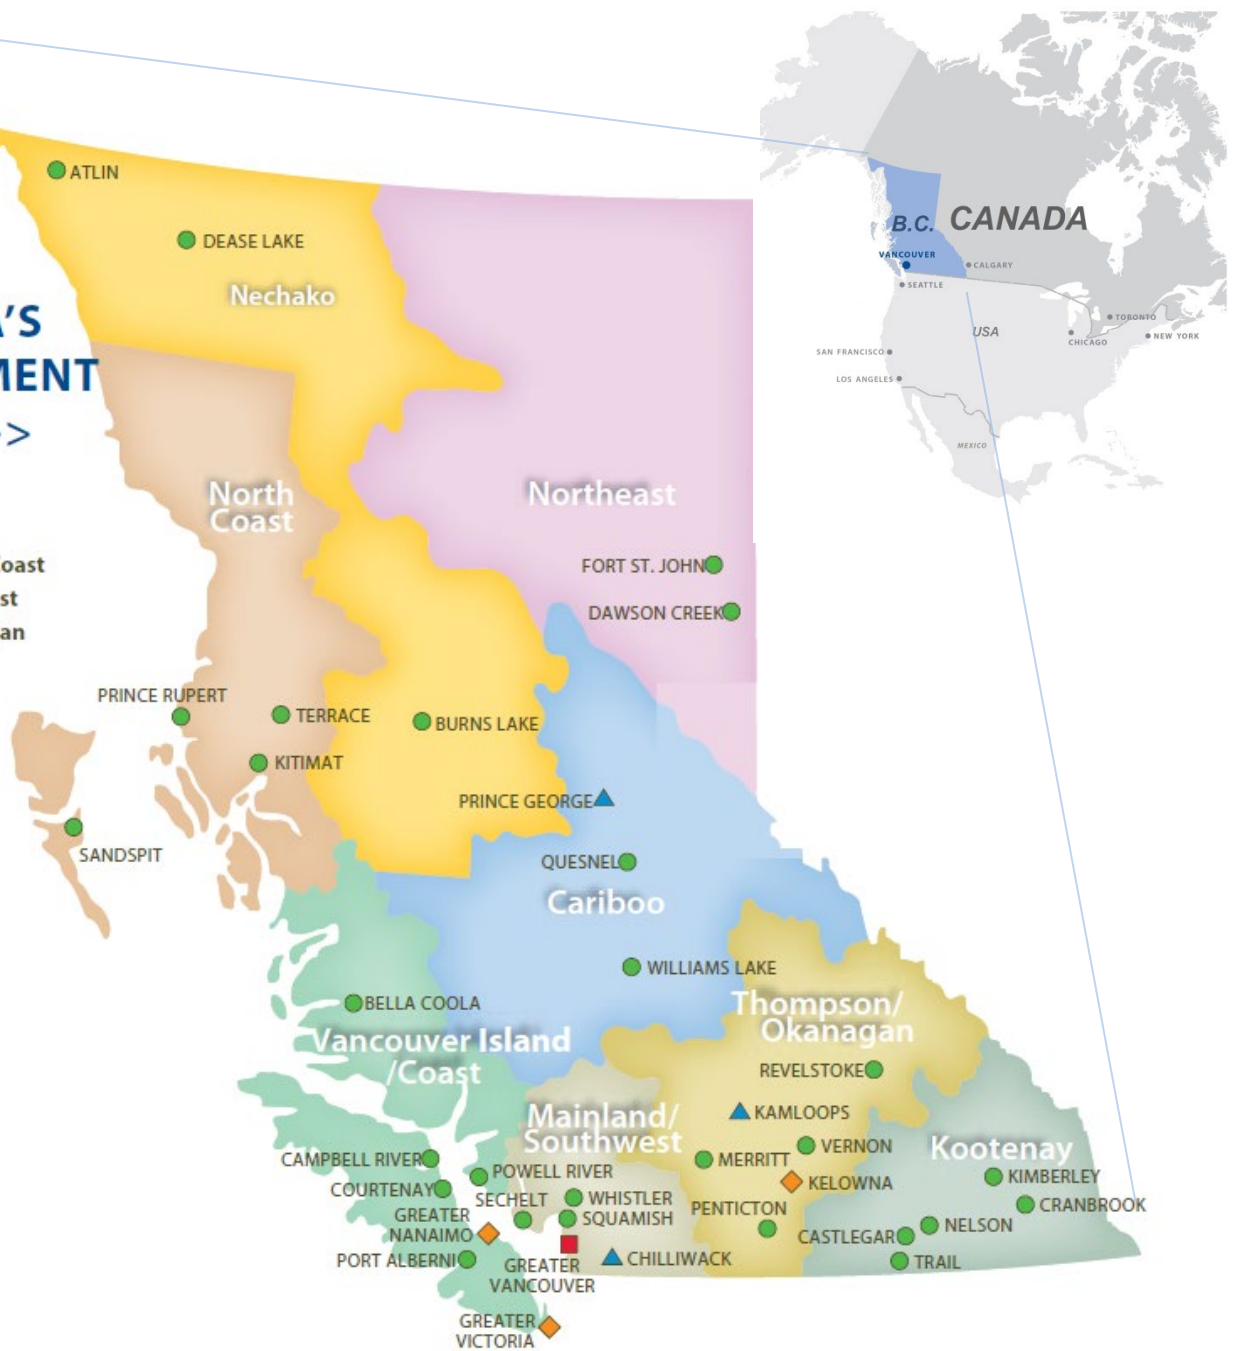 ATLIN
DEASE LAKE
Nechako
'S
MENT
>
North
Coast
Northeast
FORT ST. JOHN
DAWSON CREEK
oast
st
an
PRINCE RUPERT
TERRACE
BURNS LAKE
KITIMAT
PRINCE GEORGE
SANDSPIT
QUESNEL
Cariboo
WILLIAMS LAKE
BELLA COOLA
Thompson/
Okanagan
Vancouver Island
/Coast
REVELSTOKE
KAMLOOPS
Mainland/
Southwest
Kootenay
CAMPBELL RIVER
POWELL RIVER
MERRITT
VERNON
KIMBERLEY
COURTENAY
SECHELT
WHISTLER
KELOWNA
CRANBROOK
GREATER
NANAIMO
SQUAMISH
PENTICTON
CASTLEGAR
NELSON
PORT ALBERNI
GREATER
VANCOUVER
CHILLIWACK
TRAIL
GREATER
VICTORIA
B.C.
CANADA
VANCOUVER
CALGARY
SEATTLE
TORONTO
USA
CHICAGO
NEW YORK
SAN FRANCISCO
LOS ANGELES
MEXICO